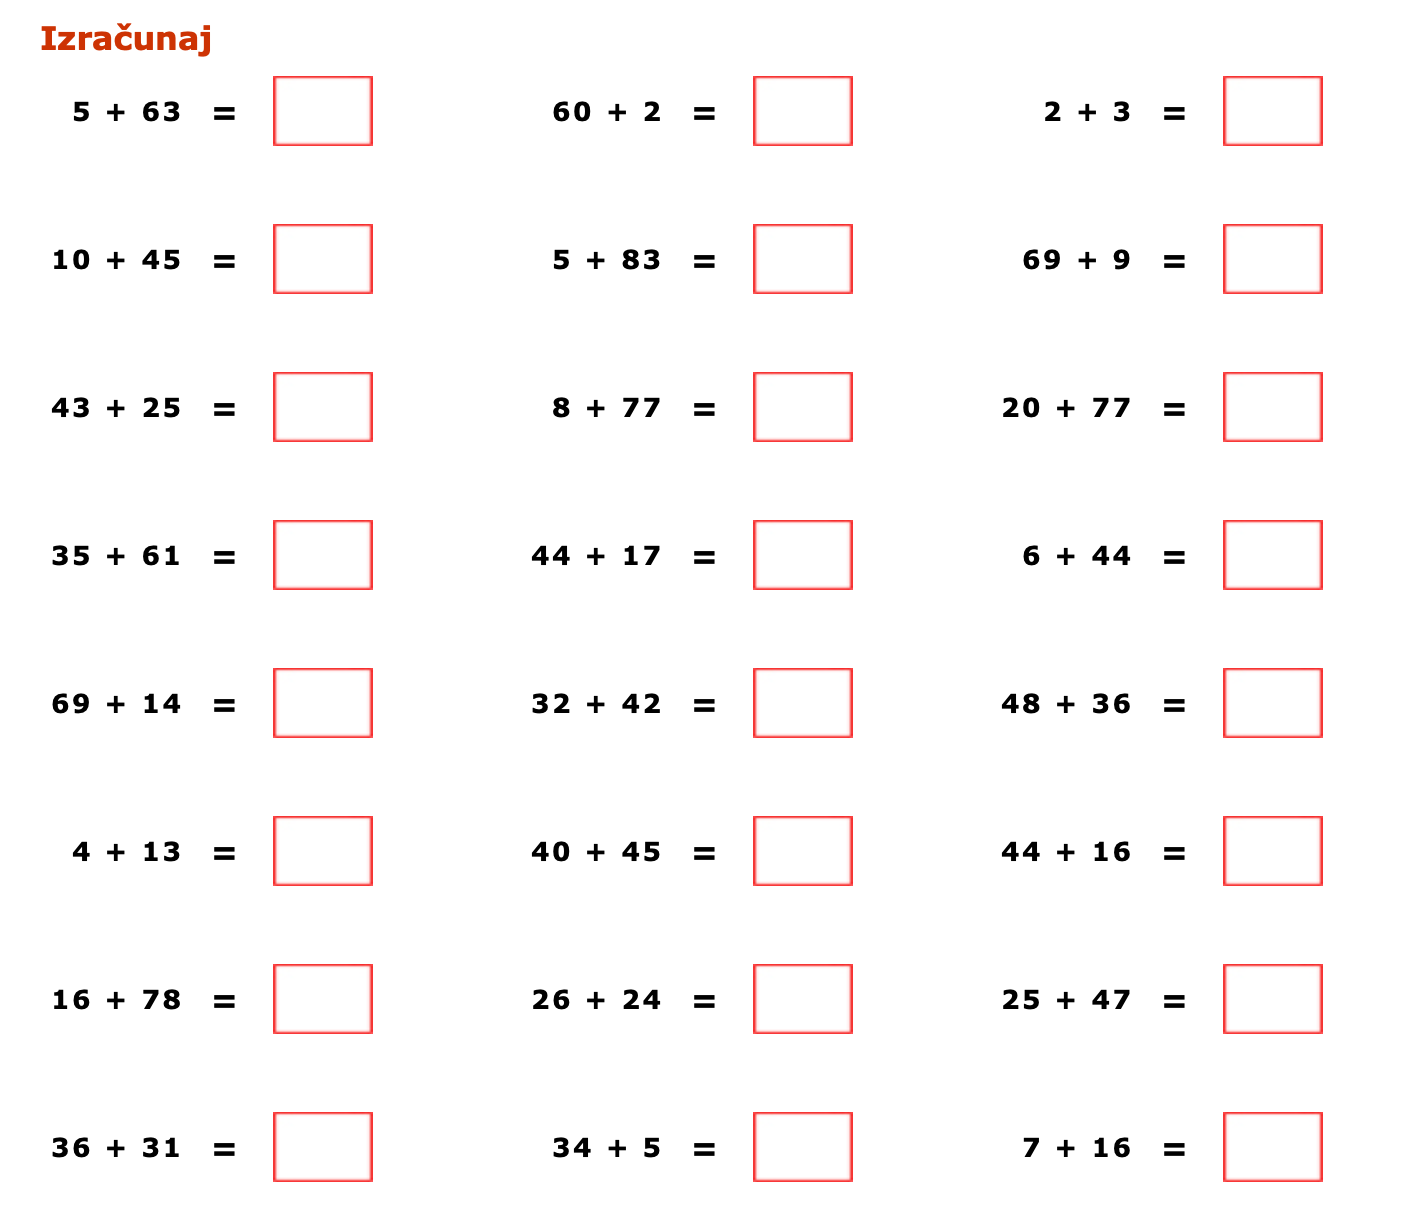 Izračunaj
5 + 63 = 60 + 2 = 2 + 3 =
10 + 45 = 5 + 83 = 69 + 9 =
43 + 25 = 8 + 77 = 20 + 77 =
35 + 61 = 44 + 17 = 6 + 44 =
69 + 14 = 32 + 42 = 48 + 36 =
4 + 13 = 40 + 45 = 44 + 16 =
16 + 78 = 26 + 24 = 25 + 47 =
36 + 31 = 34 + 5 = 7 + 16 =